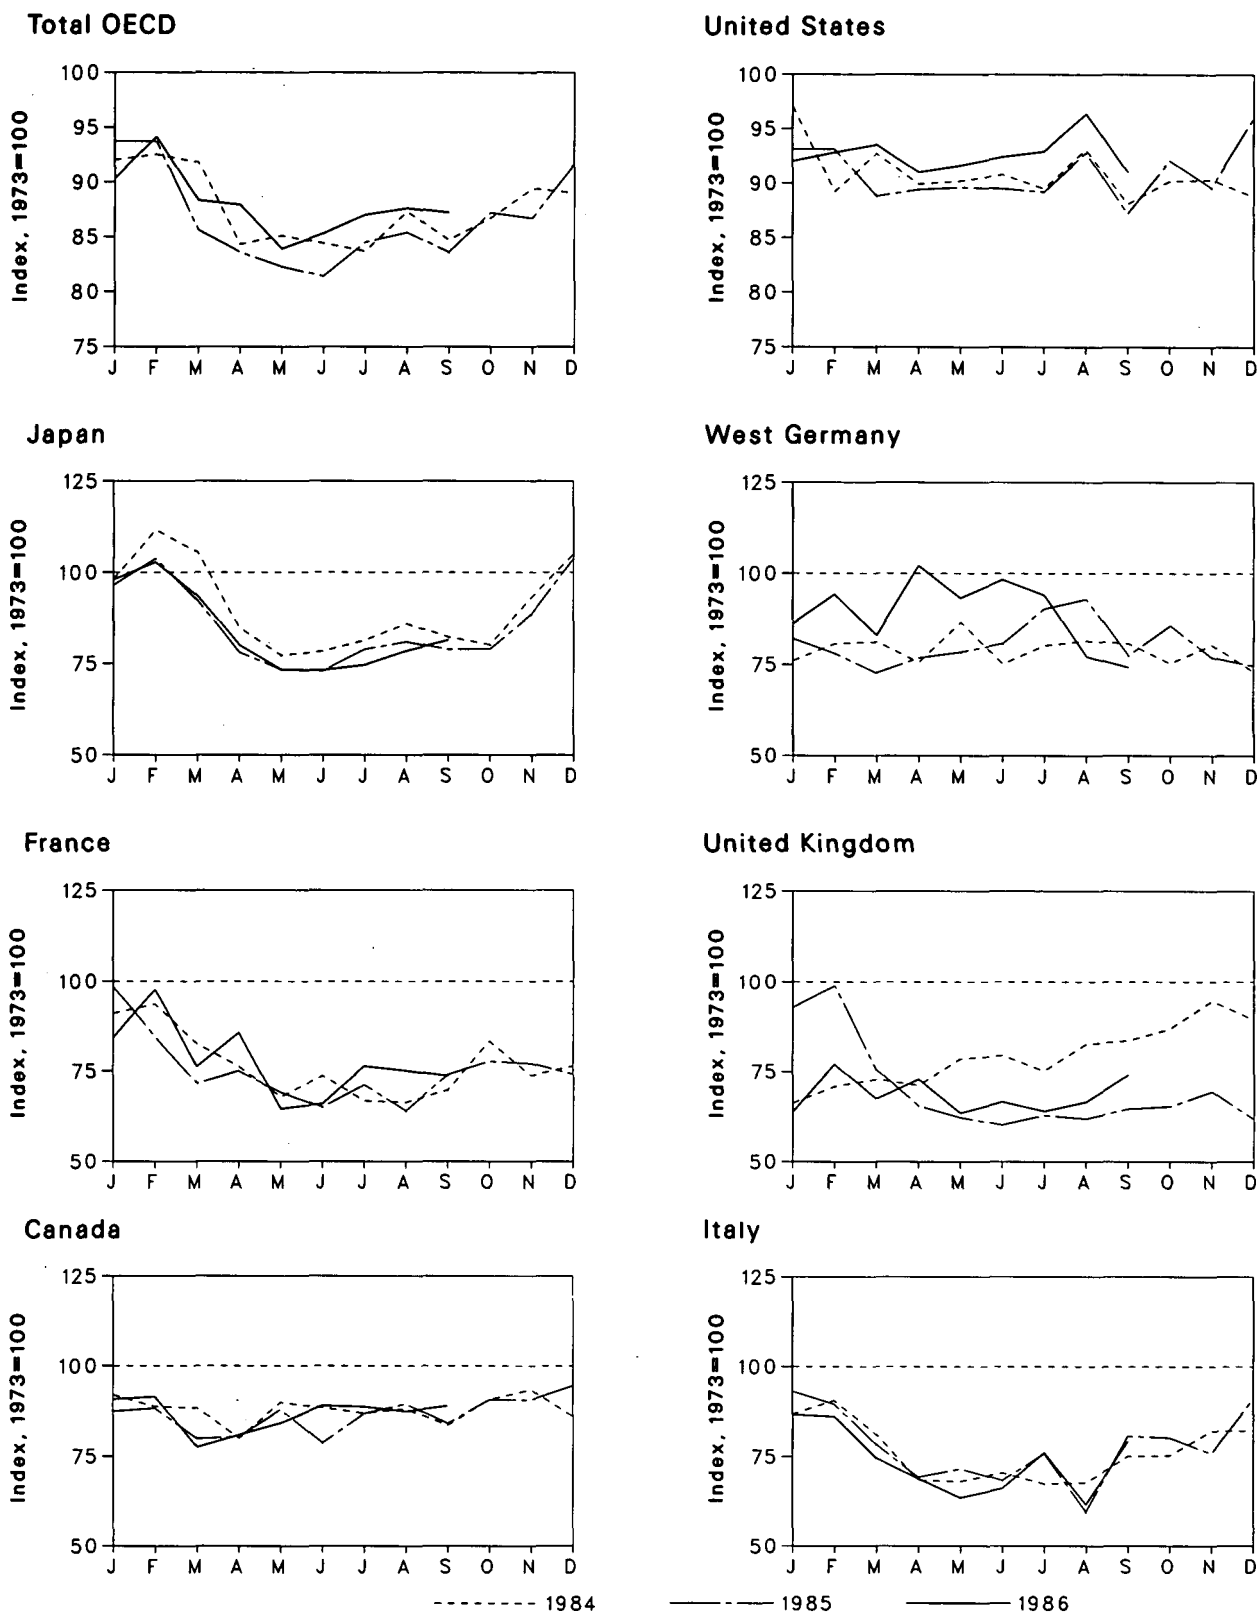 Total OECD
Index, 1973=100
100
95
90
85
80
75
J F M A M J J A S O N D
United States
Index, 1973=100
100
95
90
85
80
75
J F M A M J J A S O N D
Japan
Index, 1973=100
125
100
75
50
J F M A M J J A S O N D
West Germany
Index, 1973=100
125
100
75
50
J F M A M J J A S O N D
France
Index, 1973=100
125
100
75
50
J F M A M J J A S O N D
United Kingdom
Index, 1973=100
125
100
75
50
J F M A M J J A S O N D
Canada
Index, 1973=100
125
100
75
50
J F M A M J J A S O N D
Italy
Index, 1973=100
125
100
75
50
J F M A M J J A S O N D
1984 1985 1986